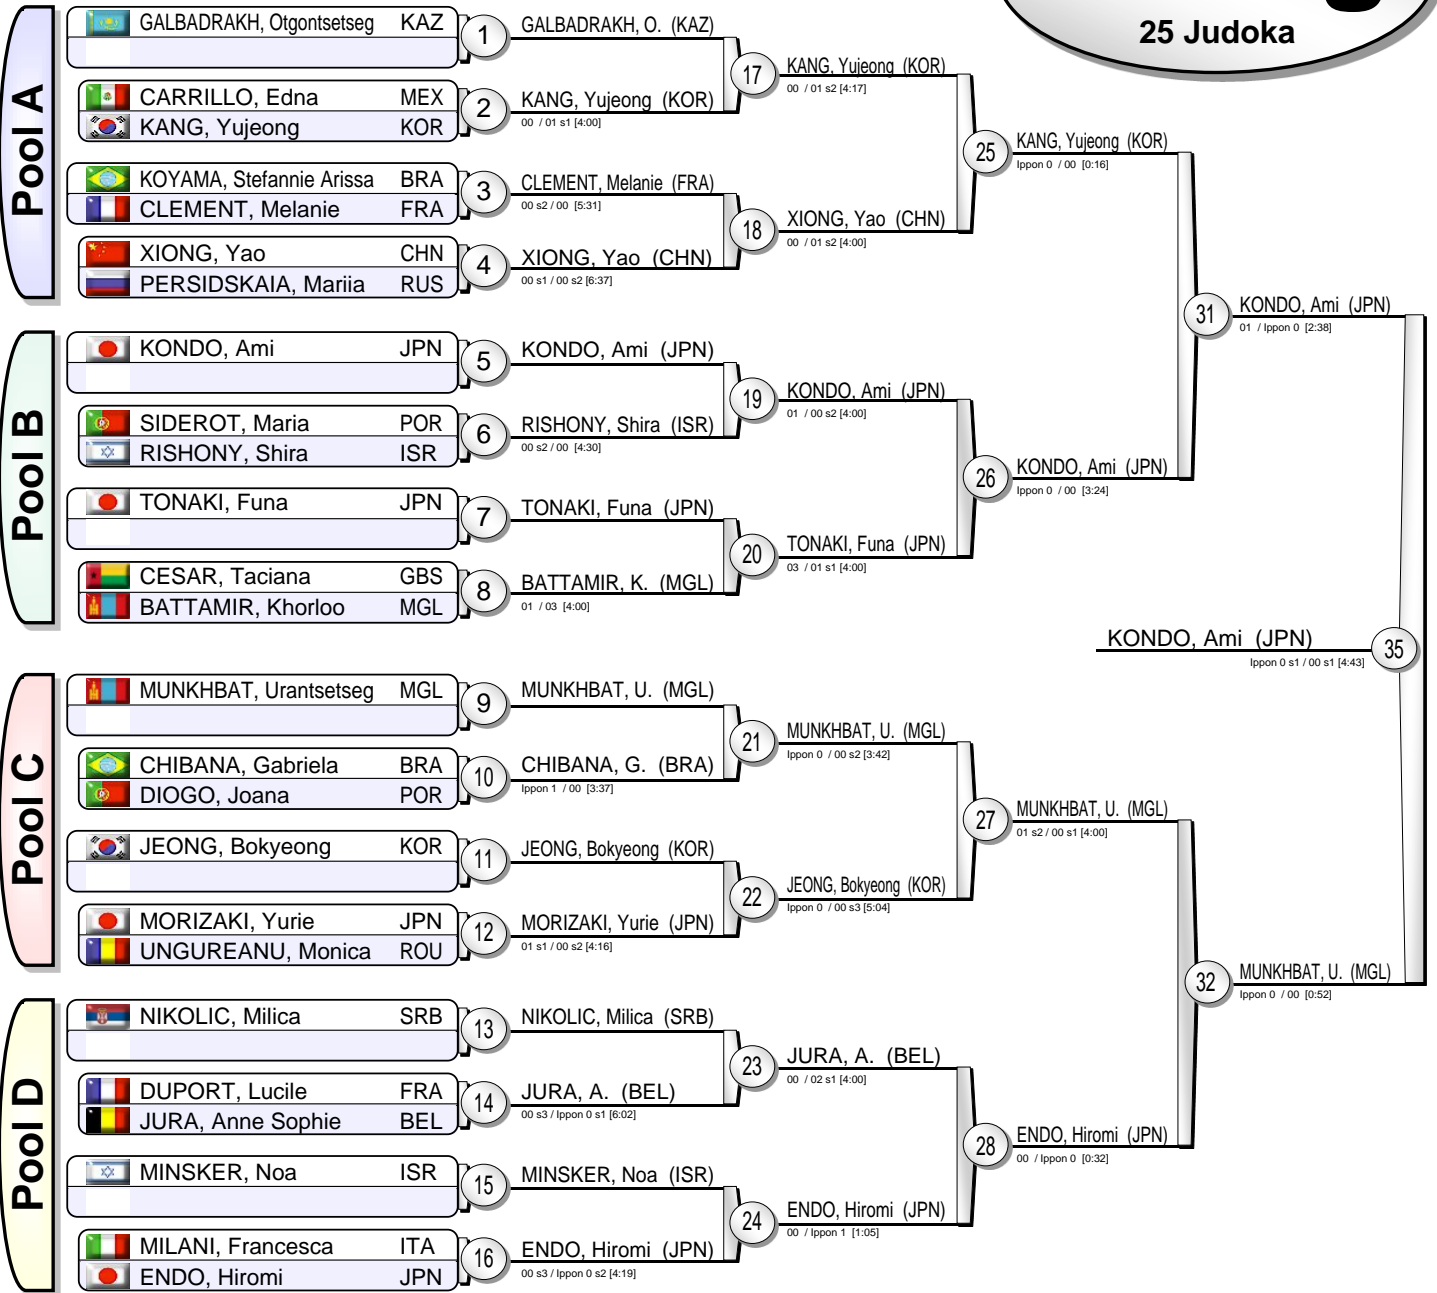 25 Judoka
Pool A
GALBADRAKH, Otgontsetseg KAZ
1
CARRILLO, Edna MEX
KANG, Yujeong KOR
2
KOYAMA, Stefannie Arissa BRA
CLEMENT, Melanie FRA
3
XIONG, Yao CHN
PERSIDSKAIA, Mariia RUS
4
Pool B
KONDO, Ami JPN
5
SIDEROT, Maria POR
RISHONY, Shira ISR
6
TONAKI, Funa JPN
7
CESAR, Taciana GBS
BATTAMIR, Khorloo MGL
8
Pool C
MUNKHBAT, Urantsetseg MGL
9
CHIBANA, Gabriela BRA
DIOGO, Joana POR
10
JEONG, Bokyeong KOR
11
MORIZAKI, Yurie JPN
UNGUREANU, Monica ROU
12
Pool D
NIKOLIC, Milica SRB
13
DUPORT, Lucile FRA
JURA, Anne Sophie BEL
14
MINSKER, Noa ISR
15
MILANI, Francesca ITA
ENDO, Hiromi JPN
16
GALBADRAKH, O. (KAZ)
KANG, Yujeong (KOR)
00 / 01 s1 [4:00]
17
CLEMENT, Melanie (FRA)
00 s2 / 00 [5:31]
XIONG, Yao (CHN)
00 s1 / 00 s2 [6:37]
18
KONDO, Ami (JPN)
RISHONY, Shira (ISR)
00 s2 / 00 [4:30]
19
TONAKI, Funa (JPN)
BATTAMIR, K. (MGL)
01 / 03 [4:00]
20
MUNKHBAT, U. (MGL)
CHIBANA, G. (BRA)
Ippon 1 / 00 [3:37]
21
JEONG, Bokyeong (KOR)
MORIZAKI, Yurie (JPN)
01 s1 / 00 s2 [4:16]
22
NIKOLIC, Milica (SRB)
JURA, A. (BEL)
00 s3 / Ippon 0 s1 [6:02]
23
MINSKER, Noa (ISR)
ENDO, Hiromi (JPN)
00 s3 / Ippon 0 s2 [4:19]
24
KANG, Yujeong (KOR)
00 / 01 s2 [4:17]
XIONG, Yao (CHN)
00 / 01 s2 [4:00]
25
KONDO, Ami (JPN)
01 / 00 s2 [4:00]
TONAKI, Funa (JPN)
03 / 01 s1 [4:00]
26
MUNKHBAT, U. (MGL)
Ippon 0 / 00 s2 [3:42]
JEONG, Bokyeong (KOR)
Ippon 0 / 00 s3 [5:04]
27
JURA, A. (BEL)
00 / 02 s1 [4:00]
ENDO, Hiromi (JPN)
00 / Ippon 1 [1:05]
28
KANG, Yujeong (KOR)
Ippon 0 / 00 [0:16]
KONDO, Ami (JPN)
Ippon 0 / 00 [3:24]
31
MUNKHBAT, U. (MGL)
01 s2 / 00 s1 [4:00]
ENDO, Hiromi (JPN)
00 / Ippon 0 [0:32]
32
KONDO, Ami (JPN)
01 / Ippon 0 [2:38]
MUNKHBAT, U. (MGL)
Ippon 0 / 00 [0:52]
KONDO, Ami (JPN)
35
Ippon 0 s1 / 00 s1 [4:43]